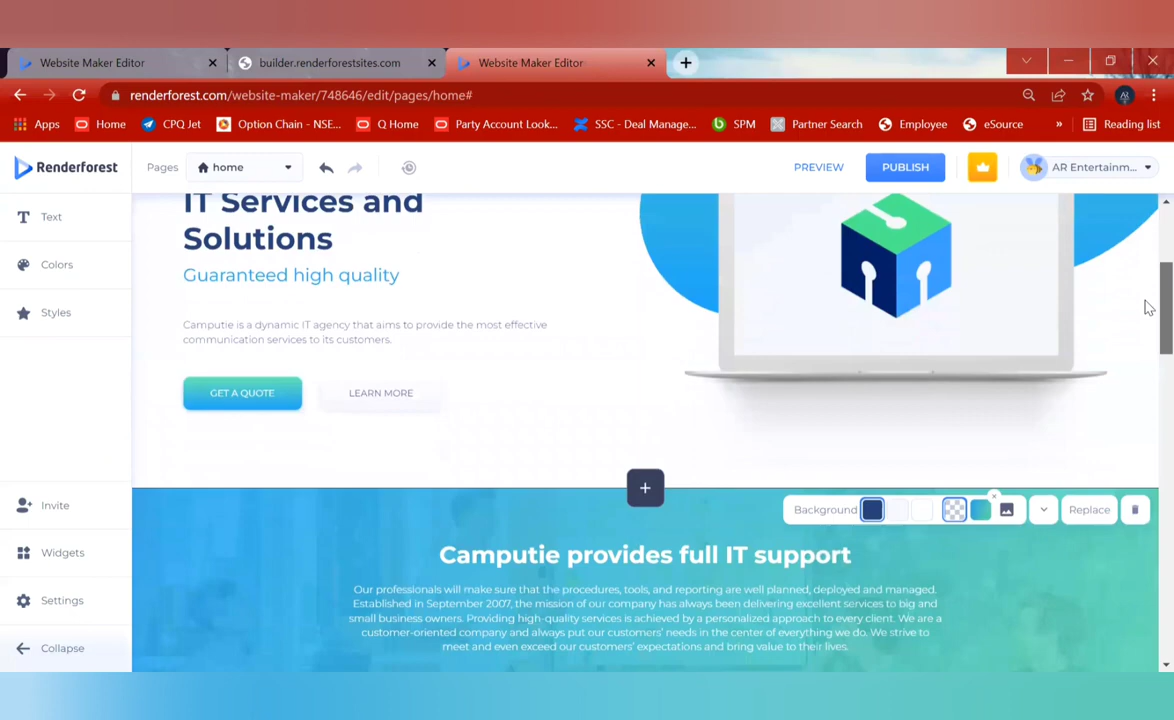 Website Maker Editor
builder.renderforestsites.com
Website Maker Editor
renderforest.com/website-maker/748646/edit/pages/home#
AR
Apps
Home
CPQ Jet
Option Chain - NSE...
Q Home
Party Account Look...
SSC - Deal Manage...
SPM
Partner Search
Employee
eSource
»
Reading list
Renderforest
Pages
home
PREVIEW
PUBLISH
AR Entertainm...
Text
Colors
Styles
Invite
Widgets
Settings
Collapse
IT Services and
Solutions
Guaranteed high quality
Camputie is a dynamic IT agency that aims to provide the most effective
communication services to its customers.
GET A QUOTE
LEARN MORE
Background
Replace
Camputie provides full IT support
Our professionals will make sure that the procedures, tools, and reporting are well planned, deployed and managed.
Established in September 2007, the mission of our company has always been delivering excellent services to big and
small business owners. Providing high-quality services is achieved by a personalized approach to every client. We are a
customer-oriented company and always put our customers' needs in the center of everything we do. We strive to
meet and even exceed our customers' expectations and bring value to their lives.